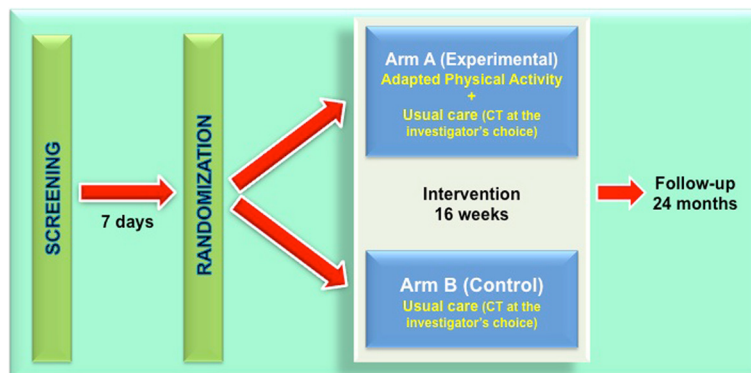 SCREENING
7 days
RANDOMIZATION
Arm A (Experimental)
Adapted Physical Activity
+
Usual care (CT at the
investigator's choice)
Intervention
16 weeks
Arm B (Control)
Usual care (CT at the
investigator's choice)
Follow-up
24 months